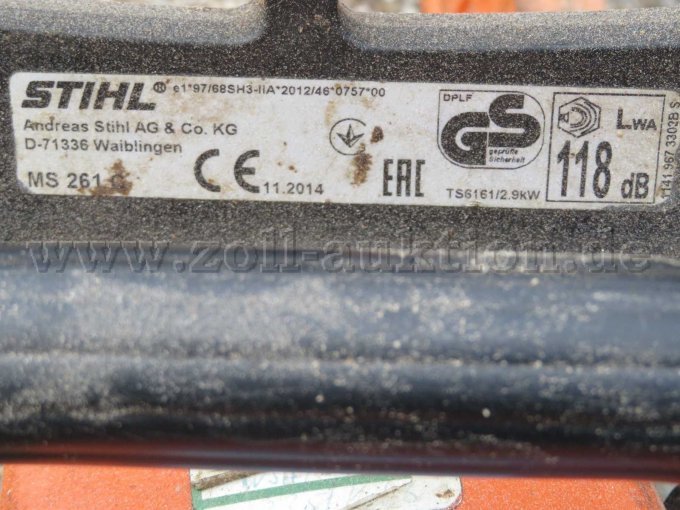 STIHL® e1*97/68SH3-IIA*2012/46*0757*00
Andreas Stihl AG & Co. KG
D-71336 Waiblingen
MS 261 C
CE 11.2014
EAC
DPLF
GS
geprüfte
Sicherheit
TS6161/2.9kW
LWA
118 dB
www.zoll-auktion.de